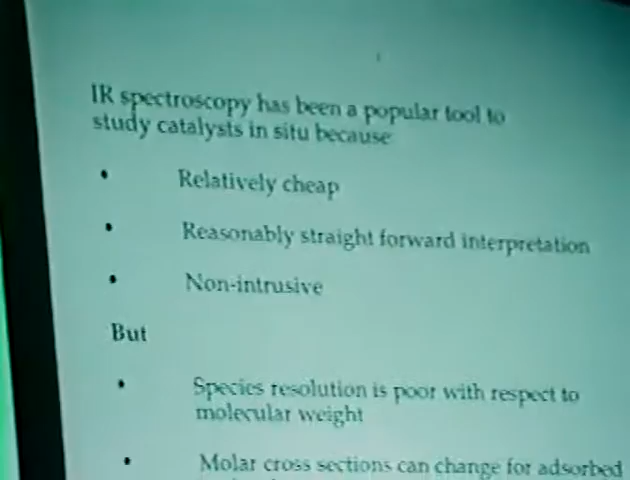 IR spectroscopy has been a popular tool to
study catalysts in situ because
• Relatively cheap
• Reasonably straight forward interpretation
• Non-intrusive
But
• Species resolution is poor with respect to
molecular weight
• Molar cross sections can change for adsorbed